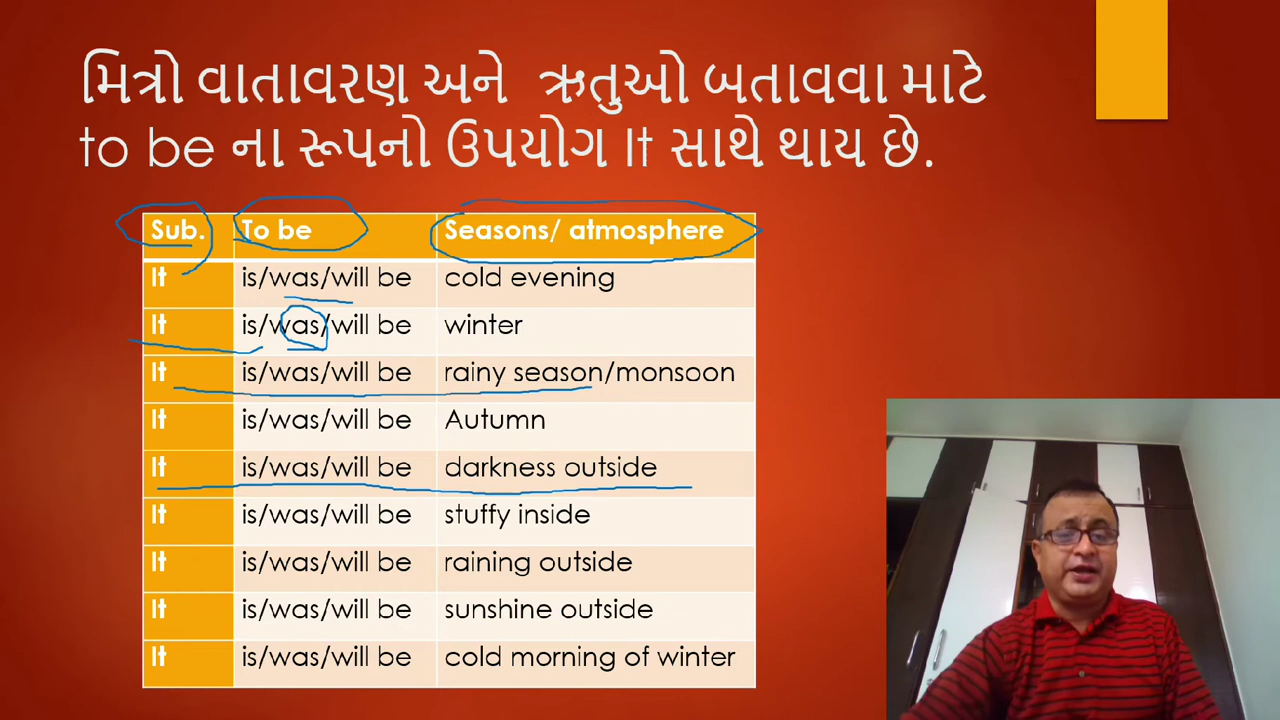 મિત્રો વાતાવરણ અને ઋતુઓ બતાવવા માટે
to be ના રૂપનો ઉપયોગ It સાથે થાય છે.
Sub. To be Seasons/ atmosphere
It is/was/will be cold evening
It is/was/will be winter
It is/was/will be rainy season/monsoon
It is/was/will be Autumn
It is/was/will be darkness outside
It is/was/will be stuffy inside
It is/was/will be raining outside
It is/was/will be sunshine outside
It is/was/will be cold morning of winter